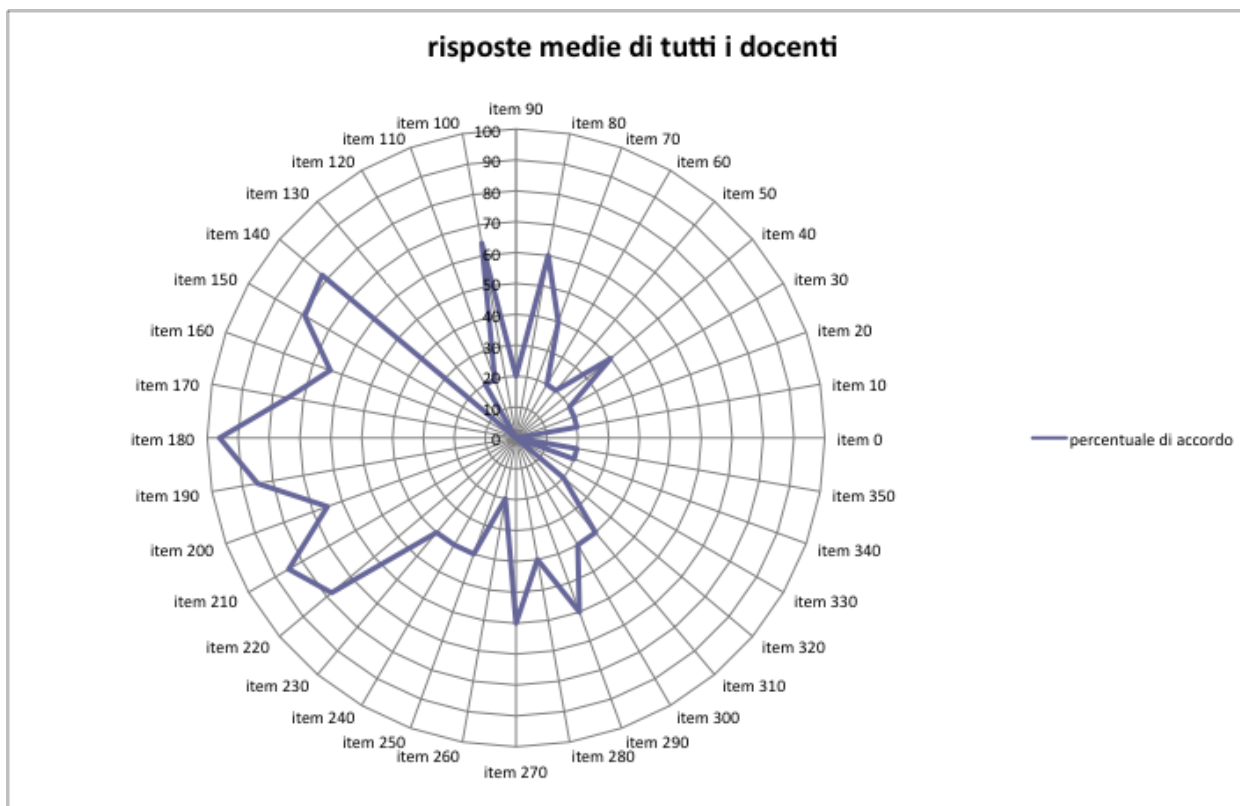 risposte medie di tutti i docenti
item 90
item 100
item 80
item 110
item 70
item 120
item 60
item 130
item 50
item 140
item 40
item 150
item 30
item 160
item 20
item 170
item 10
item 180
item 0
item 190
item 350
item 200
item 340
item 210
item 330
item 220
item 320
item 230
item 310
item 240
item 300
item 250
item 290
item 260
item 280
item 270
100
90
80
70
60
50
40
30
20
10
0
percentuale di accordo